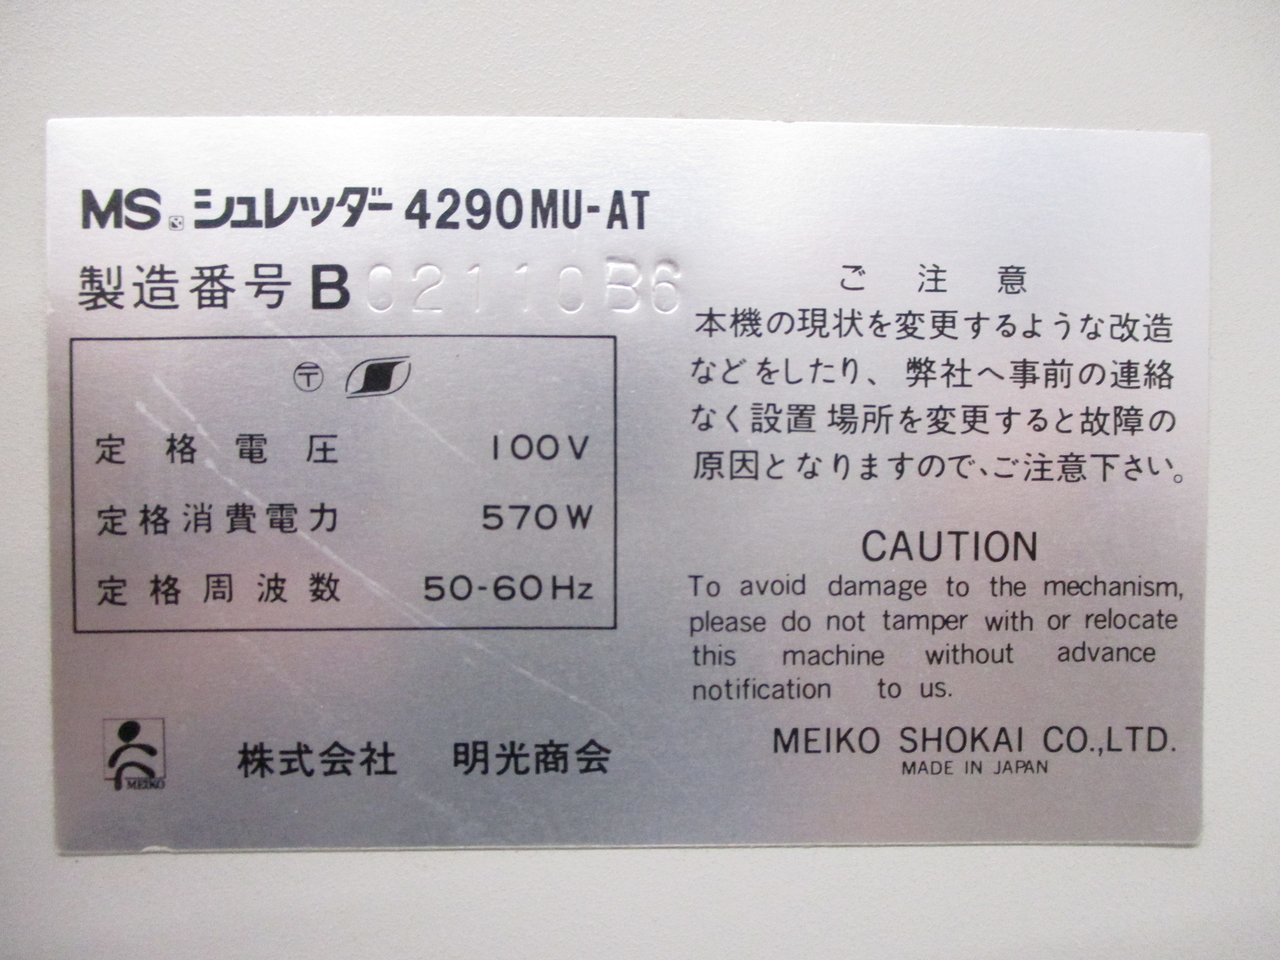 MS シュレッダー 4290MU-AT
製造番号 B 02110B6
〒
定格電圧 100V
定格消費電力 570W
定格周波数 50-60Hz
MEIKO
株式会社 明光商会
ご注意
本機の現状を変更するような改造
などをしたり、弊社へ事前の連絡
なく設置場所を変更すると故障の
原因となりますので、ご注意下さい。
CAUTION
To avoid damage to the mechanism,
please do not tamper with or relocate
this machine without advance
notification to us.
MEIKO SHOKAI CO.,LTD.
MADE IN JAPAN